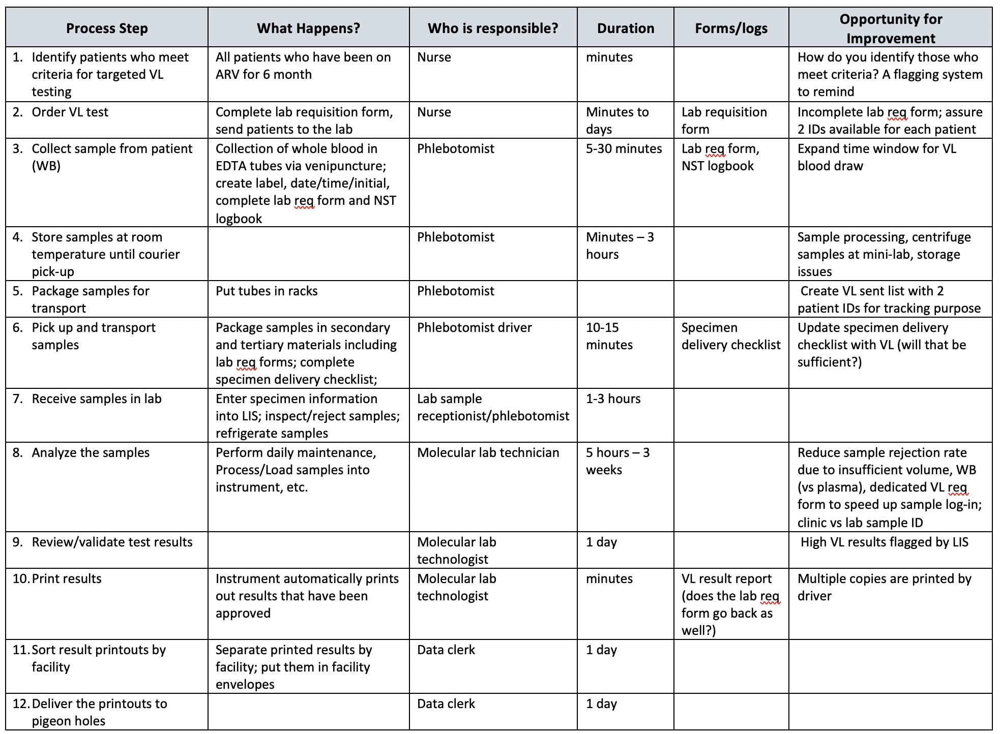 Process Step
What Happens?
Who is responsible?
Duration
Forms/logs
Opportunity for
Improvement
1. Identify patients who meet
criteria for targeted VL
testing
All patients who have been on
ARV for 6 month
Nurse
minutes
How do you identify those who
meet criteria? A flagging system
to remind
2. Order VL test
Complete lab requisition form,
send patients to the lab
Nurse
Minutes to
days
Lab requisition
form
Incomplete lab req form; assure
2 IDs available for each patient
3. Collect sample from patient
(WB)
Collection of whole blood in
EDTA tubes via venipuncture;
create label, date/time/initial,
complete lab req form and NST
logbook
Phlebotomist
5-30 minutes
Lab req form,
NST logbook
Expand time window for VL
blood draw
4. Store samples at room
temperature until courier
pick-up
Phlebotomist
Minutes – 3
hours
Sample processing, centrifuge
samples at mini-lab, storage
issues
5. Package samples for
transport
Put tubes in racks
Phlebotomist
Create VL sent list with 2
patient IDs for tracking purpose
6. Pick up and transport
samples
Package samples in secondary
and tertiary materials including
lab req forms; complete
specimen delivery checklist;
Phlebotomist driver
10-15
minutes
Specimen
delivery checklist
Update specimen delivery
checklist with VL (will that be
sufficient?)
7. Receive samples in lab
Enter specimen information
into LIS; inspect/reject samples;
refrigerate samples
Lab sample
receptionist/phlebotomist
1-3 hours
8. Analyze the samples
Perform daily maintenance,
Process/Load samples into
instrument, etc.
Molecular lab technician
5 hours – 3
weeks
Reduce sample rejection rate
due to insufficient volume, WB
(vs plasma), dedicated VL req
form to speed up sample log-in;
clinic vs lab sample ID
9. Review/validate test results
Molecular lab
technologist
1 day
High VL results flagged by LIS
10. Print results
Instrument automatically prints
out results that have been
approved
Molecular lab
technologist
minutes
VL result report
(does the lab req
form go back as
well?)
Multiple copies are printed by
driver
11. Sort result printouts by
facility
Separate printed results by
facility; put them in facility
envelopes
Data clerk
1 day
12. Deliver the printouts to
pigeon holes
Data clerk
1 day